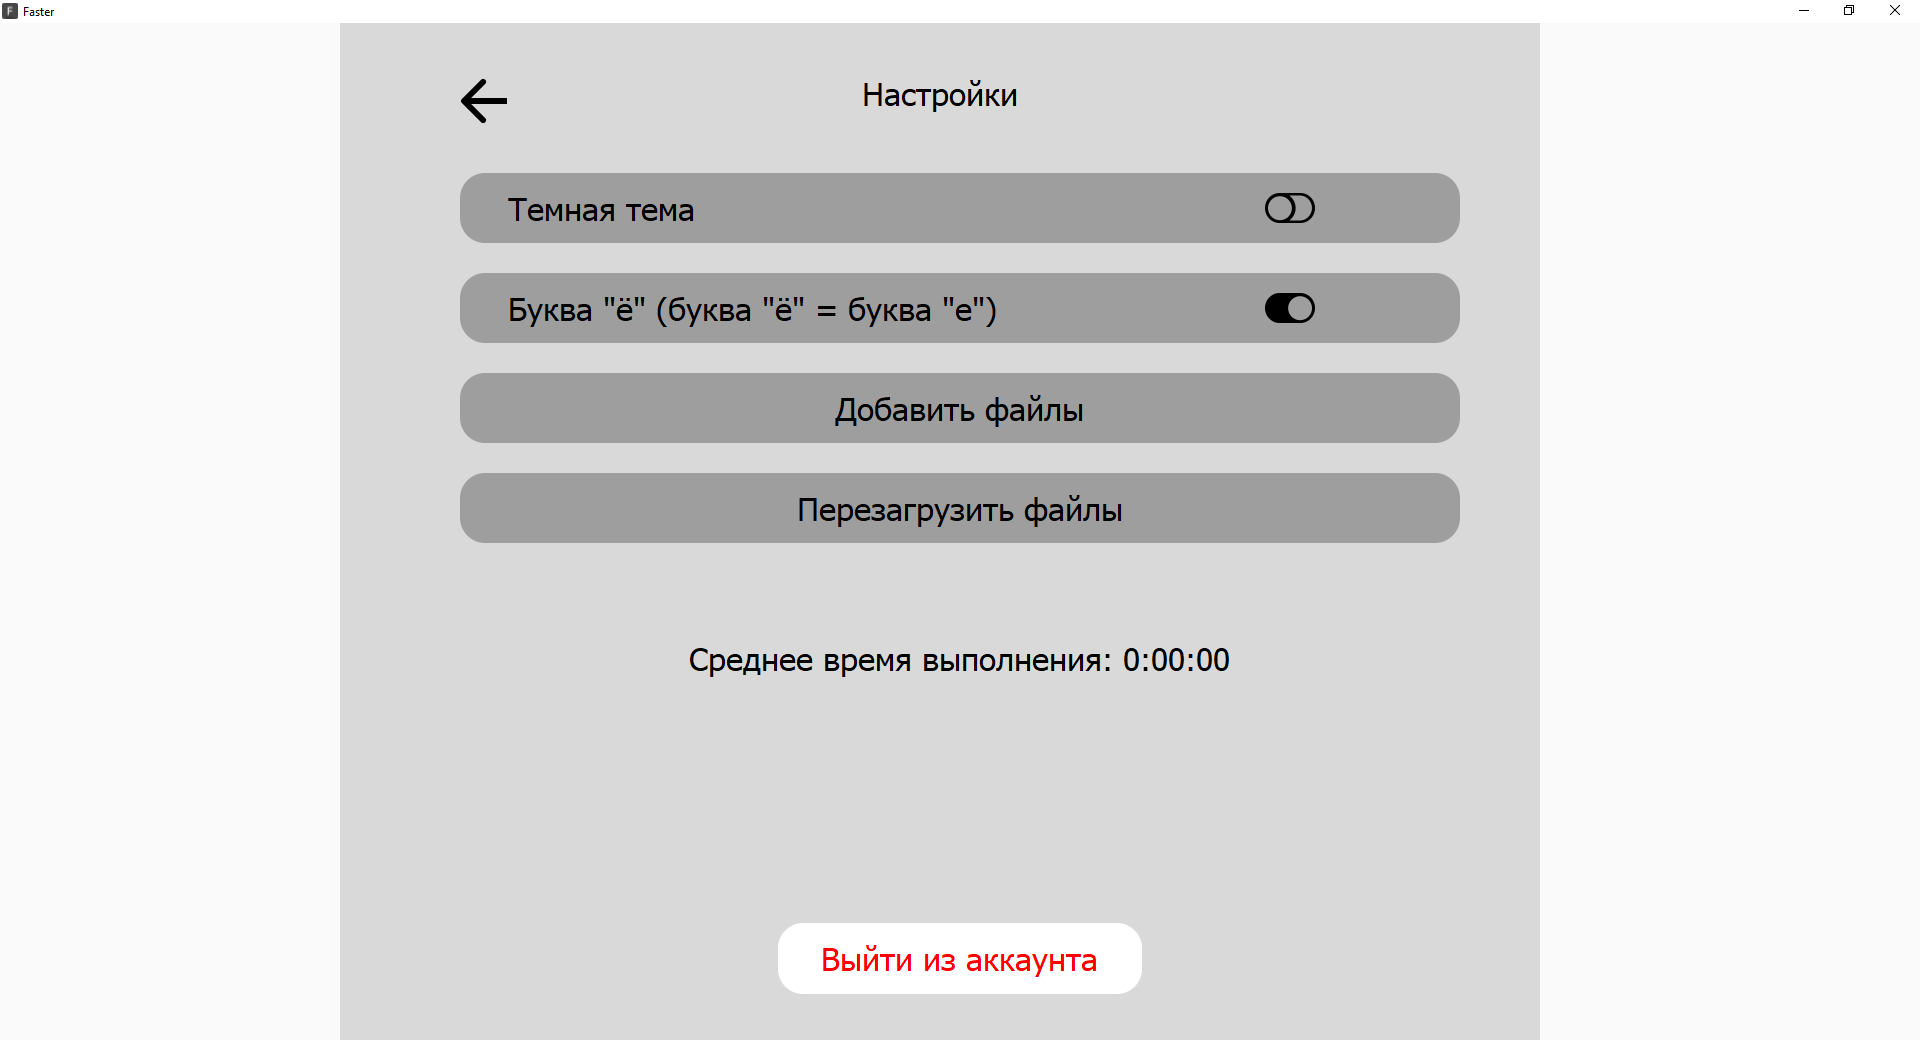 Faster
Настройки
Темная тема
Буква "ё" (буква "ё" = буква "е")
Добавить файлы
Перезагрузить файлы
Среднее время выполнения: 0:00:00
Выйти из аккаунта